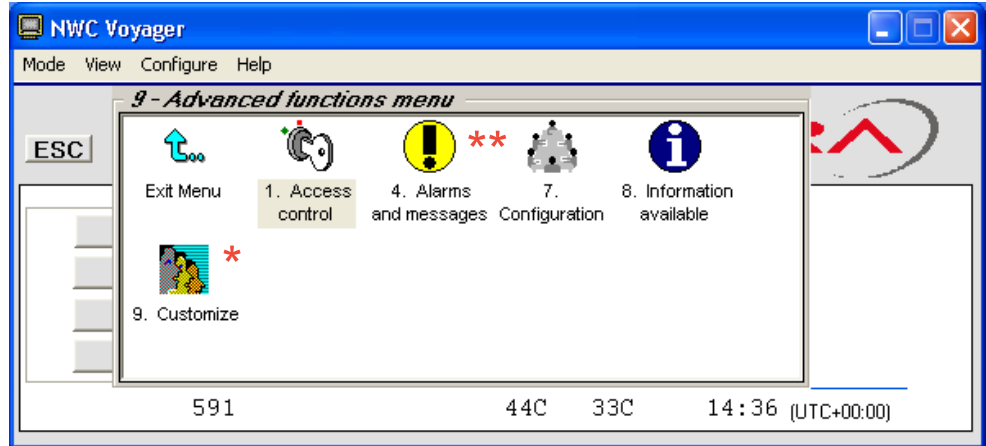 NWC Voyager
Mode View Configure Help
9 - Advanced functions menu
ESC
**
Exit Menu
1. Access
control
4. Alarms
and messages
7.
Configuration
8. Information
available
*
9. Customize
591 44C 33C 14:36 (UTC+00:00)